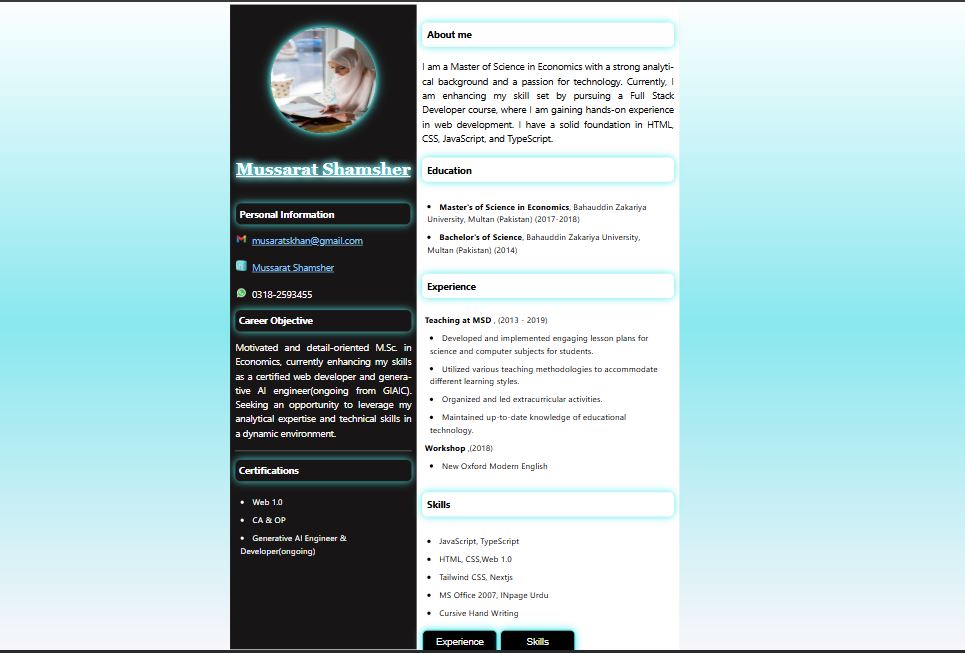 Mussarat Shamsher
Personal Information
musaratskhan@gmail.com
Mussarat Shamsher
0318-2593455
Career Objective
Motivated and detail-oriented M.Sc. in
Economics, currently enhancing my skills
as a certified web developer and genera-
tive AI engineer(ongoing from GIAIC).
Seeking an opportunity to leverage my
analytical expertise and technical skills in
a dynamic environment.
Certifications
• Web 1.0
• CA & OP
• Generative AI Engineer &
Developer(ongoing)
About me
I am a Master of Science in Economics with a strong analyti-
cal background and a passion for technology. Currently, I
am enhancing my skill set by pursuing a Full Stack
Developer course, where I am gaining hands-on experience
in web development. I have a solid foundation in HTML,
CSS, JavaScript, and TypeScript.
Education
• Master's of Science in Economics, Bahauddin Zakariya
University, Multan (Pakistan) (2017-2018)
• Bachelor's of Science, Bahauddin Zakariya University,
Multan (Pakistan) (2014)
Experience
Teaching at MSD , (2013 - 2019)
• Developed and implemented engaging lesson plans for
science and computer subjects for students.
• Utilized various teaching methodologies to accommodate
different learning styles.
• Organized and led extracurricular activities.
• Maintained up-to-date knowledge of educational
technology.
Workshop ,(2018)
• New Oxford Modern English
Skills
• JavaScript, TypeScript
• HTML, CSS,Web 1.0
• Tailwind CSS, Nextjs
• MS Office 2007, INpage Urdu
• Cursive Hand Writing
Experience Skills